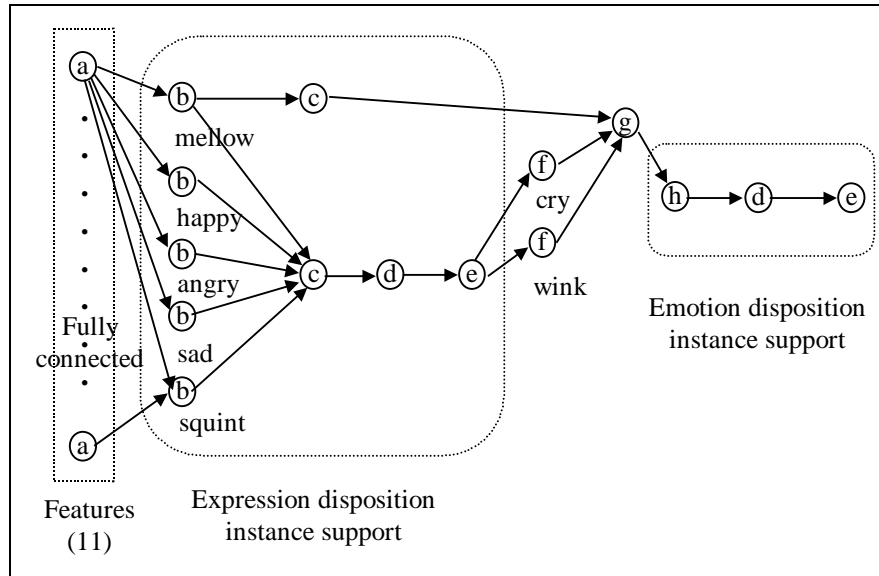 a
b
c
mellow
g
b
happy
f
cry
h
d
e
b
angry
c
d
e
f
wink
b
sad
Fully
connected
b
squint
a
Emotion disposition
instance support
Features
(11)
Expression disposition
instance support